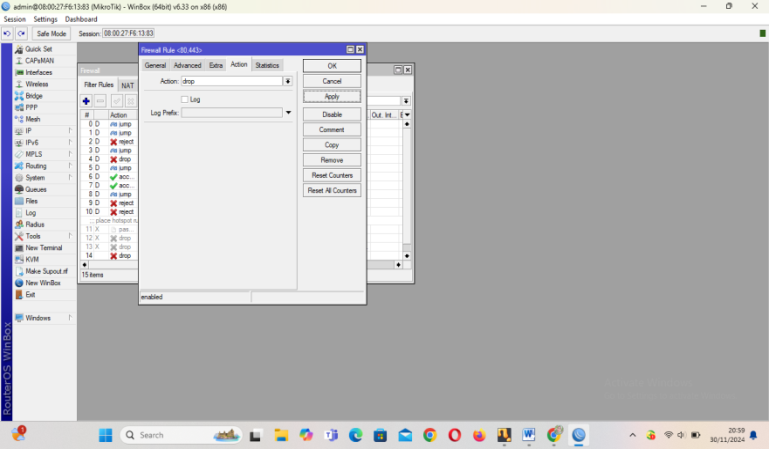 admin@08:00:27:F6:13:83 (MikroTik) - WinBox (64bit) v6.33 on x86 (x86)
Session Settings Dashboard
Safe Mode Session: 08:00:27:F6:13:83
Quick Set
CAPsMAN
Interfaces
Wireless
Bridge
PPP
Mesh
IP
IPv6
MPLS
Routing
System
Queues
Files
Log
Radius
Tools
New Terminal
KVM
Make Supout.rif
New WinBox
Exit
Windows
RouterOS WinBox
Firewall
Filter Rules NAT
# Action
0 D jump
1 D jump
2 D reject
3 D jump
4 D drop
5 D jump
6 D acc...
7 D acc...
8 D jump
9 D reject
10 D reject
::: place hotspot ru
11 X pas...
12 X drop
13 X drop
14 drop
15 items
Out. Int...
Firewall Rule <80,443>
General Advanced Extra Action Statistics
Action: drop
Log
Log Prefix:
enabled
OK
Cancel
Apply
Disable
Comment
Copy
Remove
Reset Counters
Reset All Counters
Search
20:59
30/11/2024